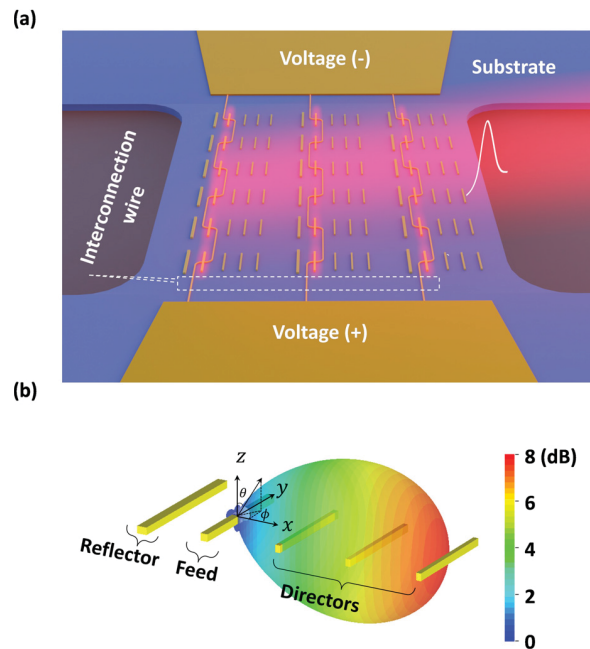 (a)
Voltage (-)
Substrate
Interconnection
wire
Voltage (+)
(b)
z
θ
y
ϕ
x
Reflector
Feed
Directors
8 (dB)
6
4
2
0